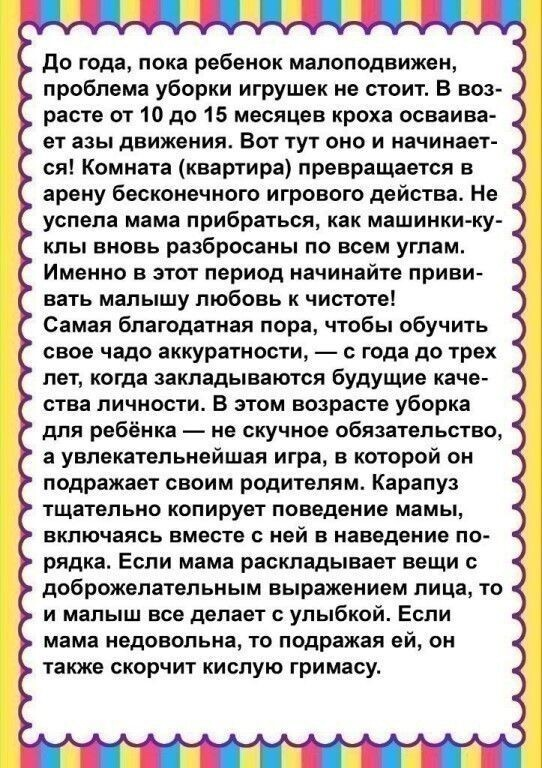 До года, пока ребенок малоподвижен,
проблема уборки игрушек не стоит. В воз-
расте от 10 до 15 месяцев кроха осваива-
ет азы движения. Вот тут оно и начинает-
ся! Комната (квартира) превращается в
арену бесконечного игрового действа. Не
успела мама прибраться, как машинки-ку-
клы вновь разбросаны по всем углам.
Именно в этот период начинайте приви-
вать малышу любовь к чистоте!
Самая благодатная пора, чтобы обучить
свое чадо аккуратности, — с года до трех
лет, когда закладываются будущие каче-
ства личности. В этом возрасте уборка
для ребёнка — не скучное обязательство,
а увлекательнейшая игра, в которой он
подражает своим родителям. Карапуз
тщательно копирует поведение мамы,
включаясь вместе с ней в наведение по-
рядка. Если мама раскладывает вещи с
доброжелательным выражением лица, то
и малыш все делает с улыбкой. Если
мама недовольна, то подражая ей, он
также скорчит кислую гримасу.